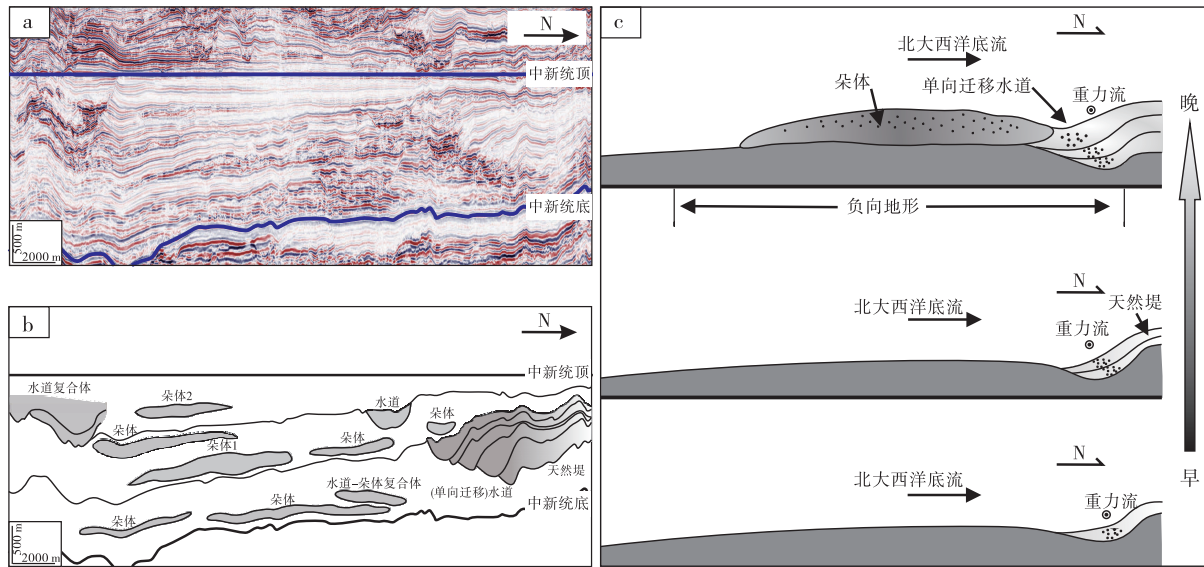 a
N
中新统顶
中新统底
500 m
2000 m
b
N
中新统顶
水道复合体
朵体2
水道
朵体
朵体
朵体1
朵体
天然堤
水道-朵体复合体
(单向迁移)水道
朵体
中新统底
朵体
500 m
2000 m
c
N
北大西洋底流
朵体
单向迁移水道
重力流
晚
负向地形
N
北大西洋底流
天然堤
重力流
N
北大西洋底流
早
重力流